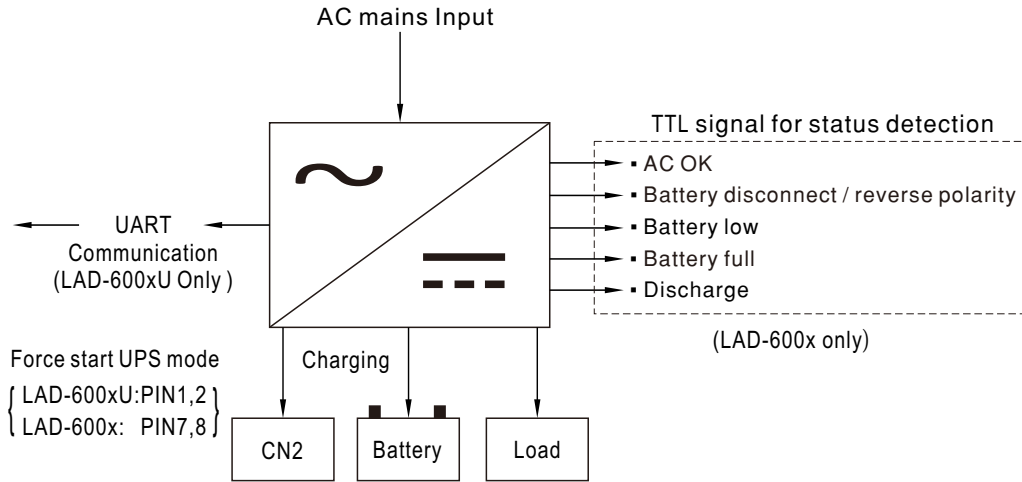 AC mains Input
TTL signal for status detection
▪ AC OK
▪ Battery disconnect / reverse polarity
▪ Battery low
▪ Battery full
▪ Discharge
(LAD-600x only)
UART
Communication
(LAD-600xU Only )
Force start UPS mode
LAD-600xU:PIN1,2
LAD-600x: PIN7,8
Charging
CN2
Battery
Load